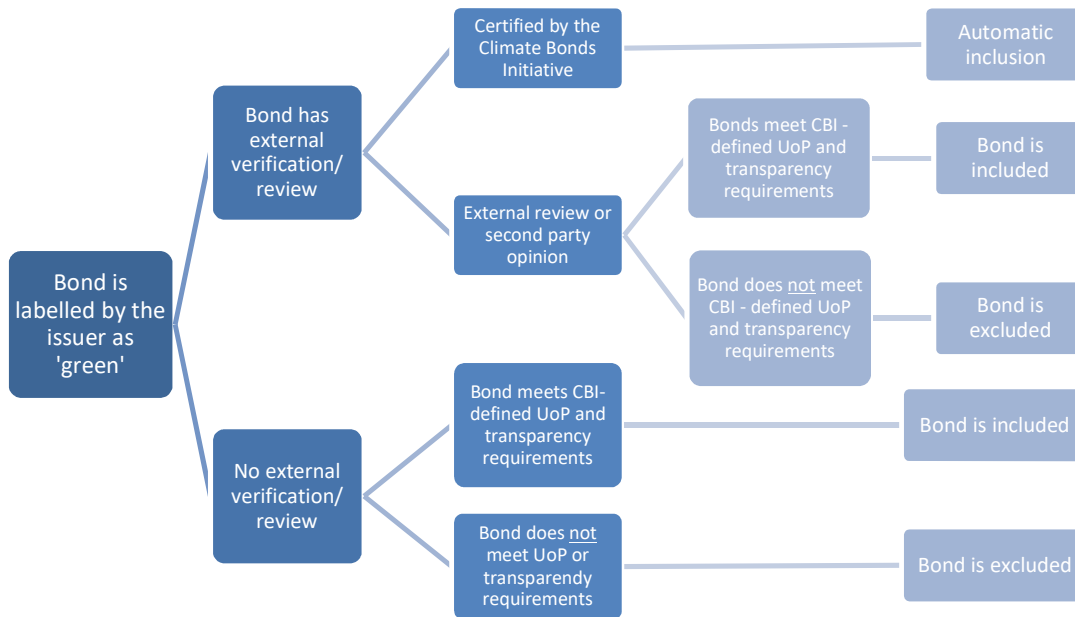 Bond is
labelled by the
issuer as
'green'
Bond has
external
verification/
review
Certified by the
Climate Bonds
Initiative
Automatic
inclusion
External review or
second party
opinion
Bonds meet CBI -
defined UoP and
transparency
requirements
Bond is
included
Bond does not meet
CBI - defined UoP
and transparency
requirements
Bond is
excluded
No external
verification/
review
Bond meets CBI-
defined UoP and
transparency
requirements
Bond is included
Bond does not
meet UoP or
transparendy
requirements
Bond is excluded